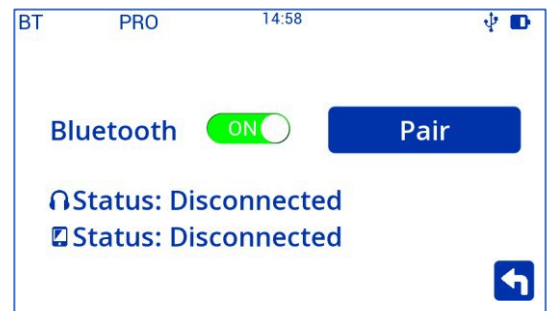 BT PRO 14:58
Bluetooth ON Pair
Status: Disconnected
Status: Disconnected